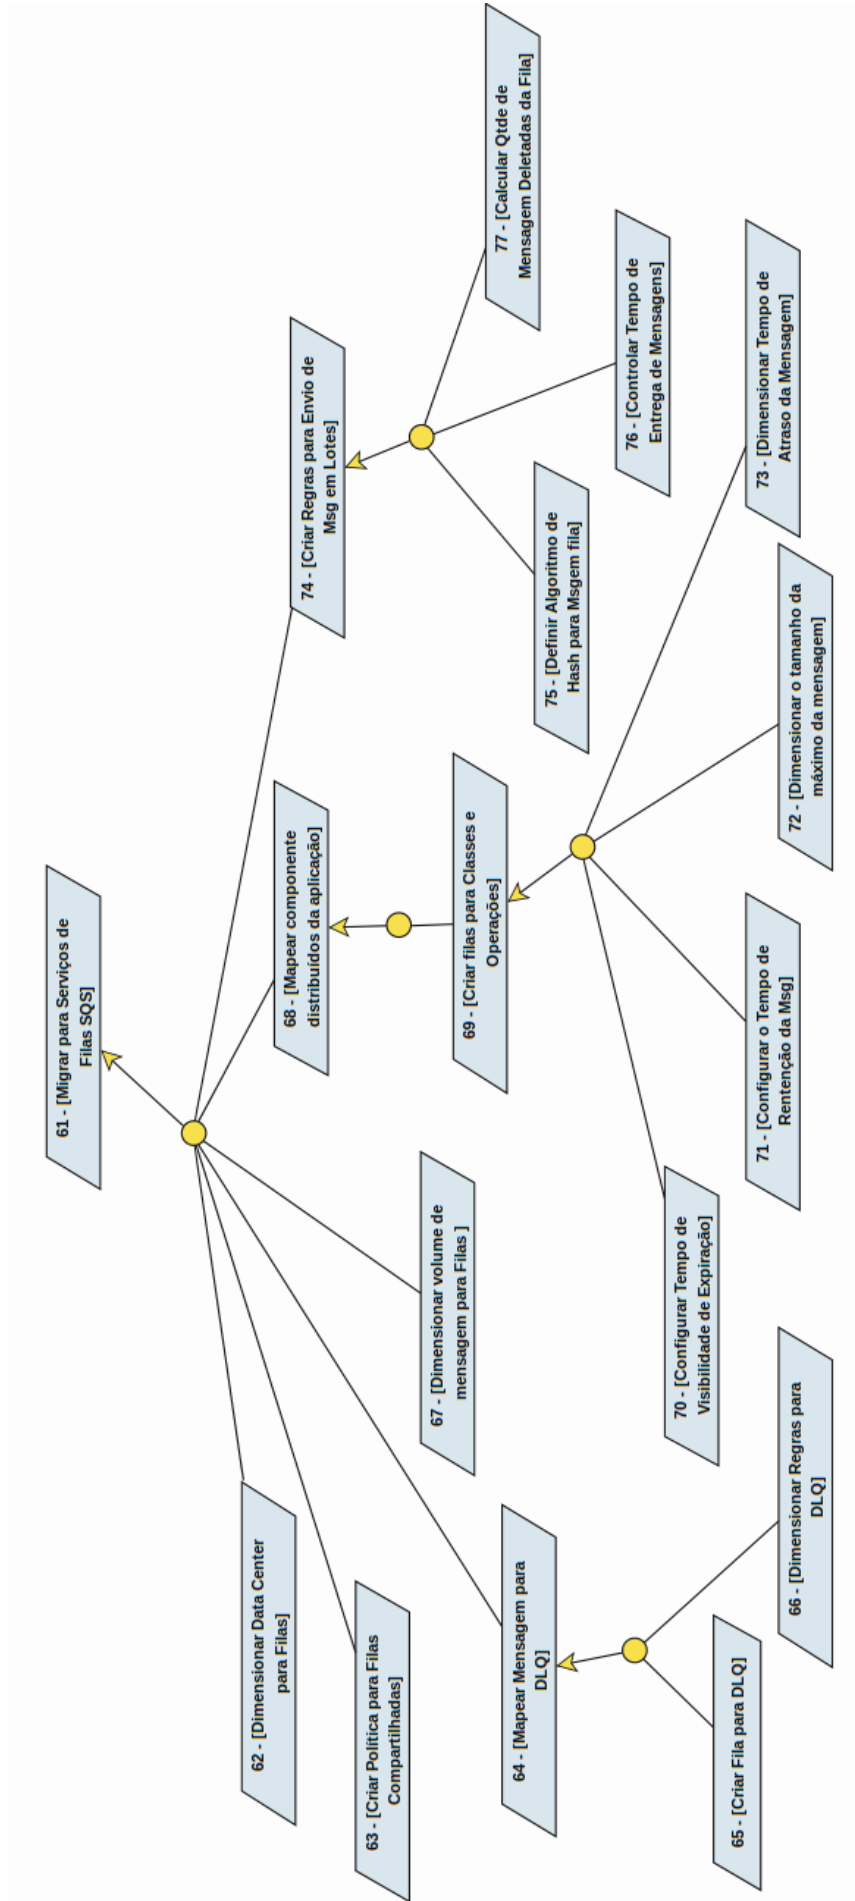 61 - [Migrar para Serviços de
Filas SQS]
62 - [Dimensionar Data Center
para Filas]
63 - [Criar Política para Filas
Compartilhadas]
64 - [Mapear Mensagem para
DLQ]
65 - [Criar Fila para DLQ]
66 - [Dimensionar Regras para
DLQ]
67 - [Dimensionar volume de
mensagem para Filas ]
68 - [Mapear componente
distribuídos da aplicação]
69 - [Criar filas para Classes e
Operações]
70 - [Configurar Tempo de
Visibilidade de Expiração]
71 - [Configurar o Tempo de
Rentenção da Msg]
72 - [Dimensionar o tamanho da
máximo da mensagem]
73 - [Dimensionar Tempo de
Atraso da Mensagem]
74 - [Criar Regras para Envio de
Msg em Lotes]
75 - [Definir Algoritmo de
Hash para Msgem fila]
76 - [Controlar Tempo de
Entrega de Mensagens]
77 - [Calcular Qtde de
Mensagem Deletadas da Fila]